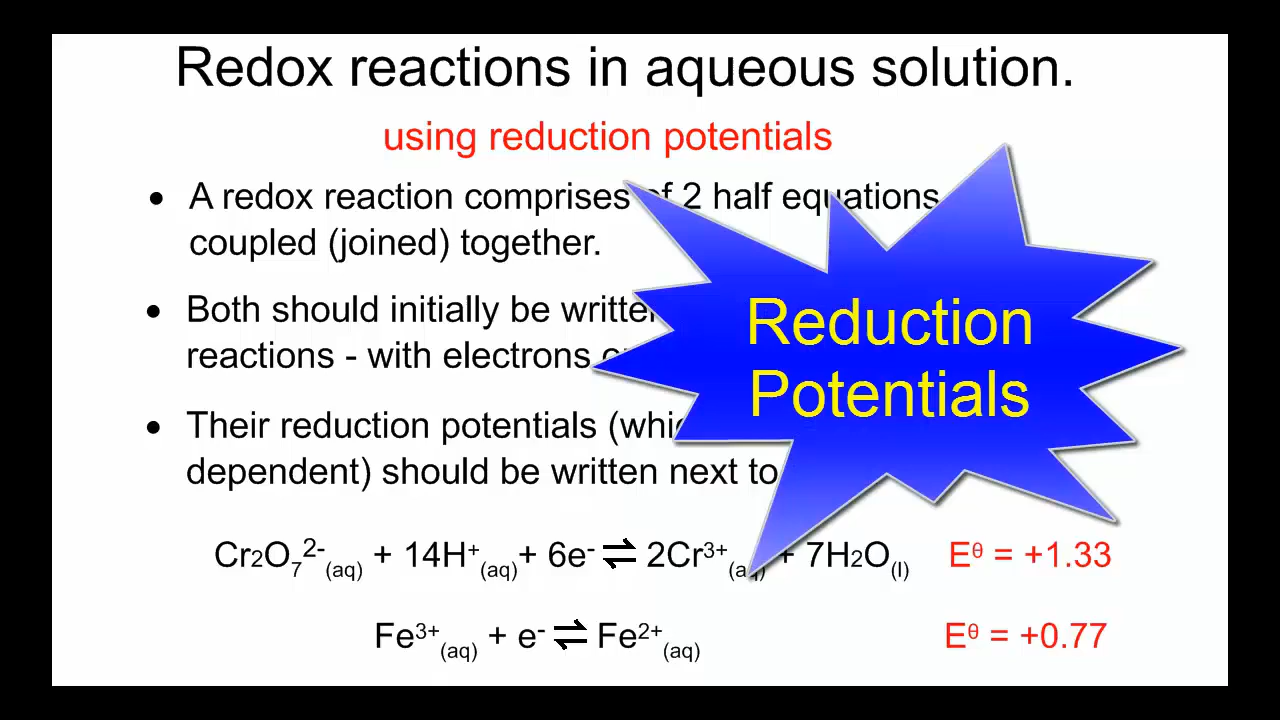 Redox reactions in aqueous solution.
using reduction potentials
• A redox reaction comprises of 2 half equations
coupled (joined) together.
• Both should initially be written
reactions - with electrons
• Their reduction potentials
dependent) should be written next to
Reduction
Potentials
Cr₂O₇²⁻(aq) + 14H⁺(aq) + 6e⁻ ⇌ 2Cr³⁺(aq) + 7H₂O(l) Eθ = +1.33
Fe³⁺(aq) + e⁻ ⇌ Fe²⁺(aq) Eθ = +0.77